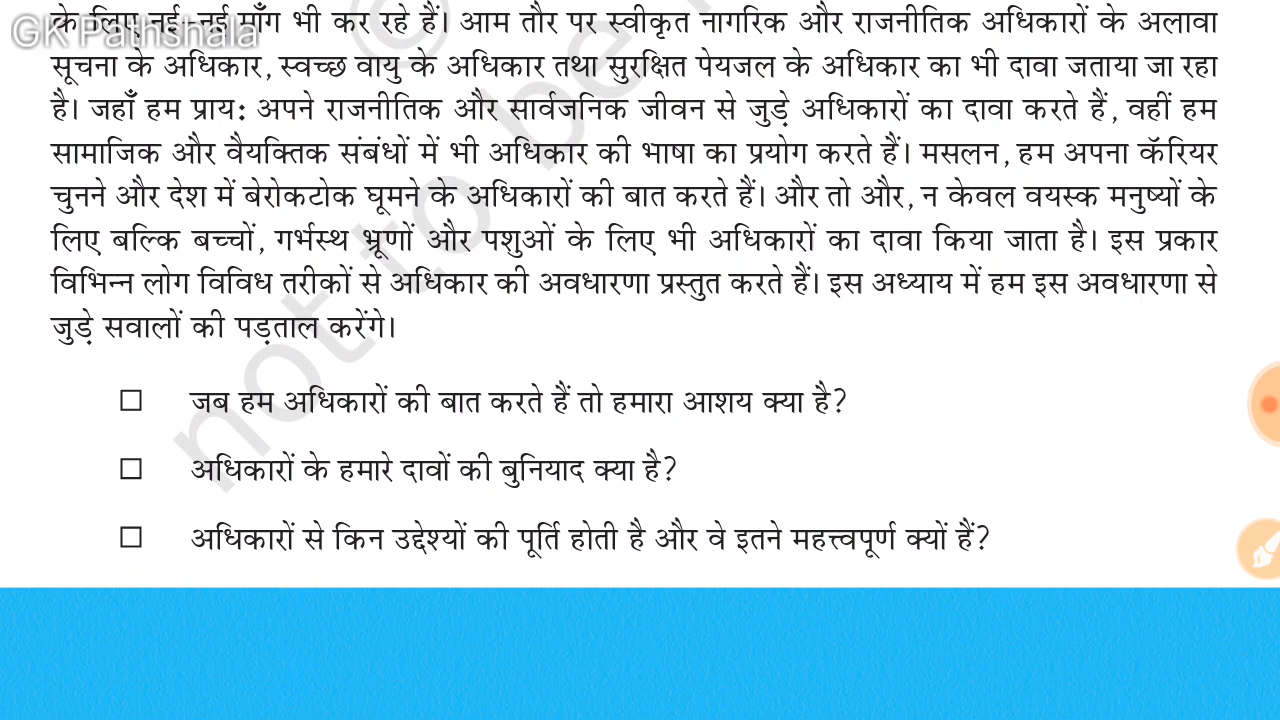 GK Pathshala
के लिए नई-नई माँग भी कर रहे हैं। आम तौर पर स्वीकृत नागरिक और राजनीतिक अधिकारों के अलावा
सूचना के अधिकार, स्वच्छ वायु के अधिकार तथा सुरक्षित पेयजल के अधिकार का भी दावा जताया जा रहा
है। जहाँ हम प्राय: अपने राजनीतिक और सार्वजनिक जीवन से जुड़े अधिकारों का दावा करते हैं, वहीं हम
सामाजिक और वैयक्तिक संबंधों में भी अधिकार की भाषा का प्रयोग करते हैं। मसलन, हम अपना कॅरियर
चुनने और देश में बेरोकटोक घूमने के अधिकारों की बात करते हैं। और तो और, न केवल वयस्क मनुष्यों के
लिए बल्कि बच्चों, गर्भस्थ भ्रूणों और पशुओं के लिए भी अधिकारों का दावा किया जाता है। इस प्रकार
विभिन्न लोग विविध तरीकों से अधिकार की अवधारणा प्रस्तुत करते हैं। इस अध्याय में हम इस अवधारणा से
जुड़े सवालों की पड़ताल करेंगे।
□ जब हम अधिकारों की बात करते हैं तो हमारा आशय क्या है?
□ अधिकारों के हमारे दावों की बुनियाद क्या है?
□ अधिकारों से किन उद्देश्यों की पूर्ति होती है और वे इतने महत्त्वपूर्ण क्यों हैं?
©
not to be